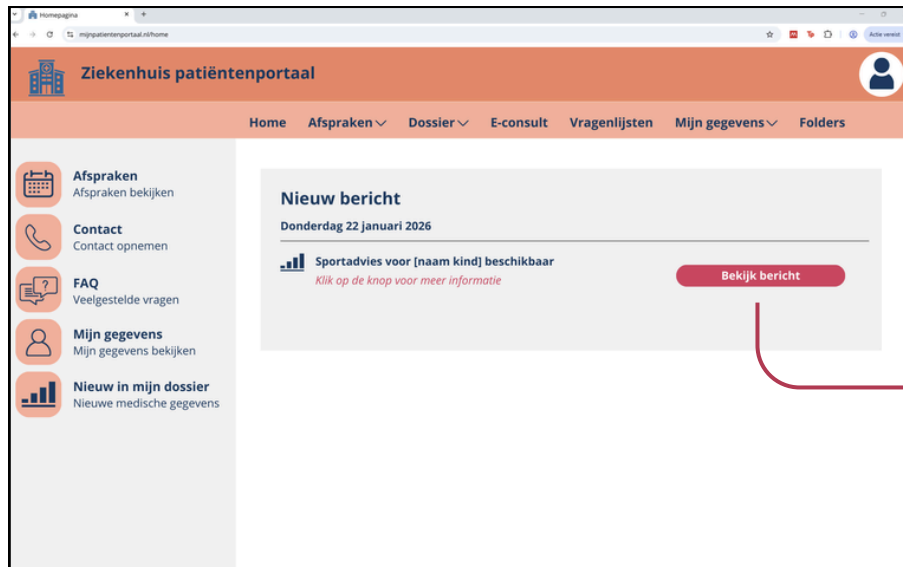 Homepagina
mijnpatientenportaal.nl/home
Actie vereist
Ziekenhuis patiëntenportaal
Home Afspraken Dossier E-consult Vragenlijsten Mijn gegevens Folders
Afspraken
Afspraken bekijken
Contact
Contact opnemen
FAQ
Veelgestelde vragen
Mijn gegevens
Mijn gegevens bekijken
Nieuw in mijn dossier
Nieuwe medische gegevens
Nieuw bericht
Donderdag 22 januari 2026
Sportadvies voor [naam kind] beschikbaar
Klik op de knop voor meer informatie
Bekijk bericht